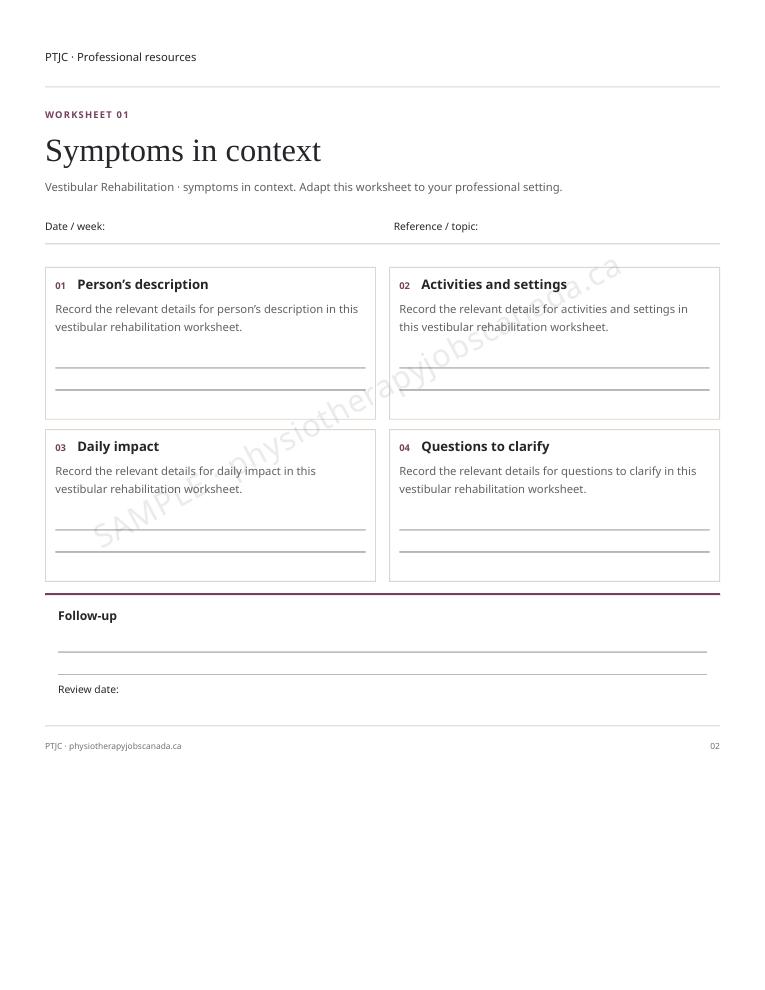 PTJC · Professional resources
WORKSHEET 01
Symptoms in context
Vestibular Rehabilitation · symptoms in context. Adapt this worksheet to your professional setting.
Date / week:
Reference / topic:
01 Person’s description
Record the relevant details for person’s description in this
vestibular rehabilitation worksheet.
02 Activities and settings
Record the relevant details for activities and settings in
this vestibular rehabilitation worksheet.
03 Daily impact
Record the relevant details for daily impact in this
vestibular rehabilitation worksheet.
04 Questions to clarify
Record the relevant details for questions to clarify in this
vestibular rehabilitation worksheet.
SAMPLE · physiotherapyjobscanada.ca
Follow-up
Review date:
PTJC · physiotherapyjobscanada.ca
02